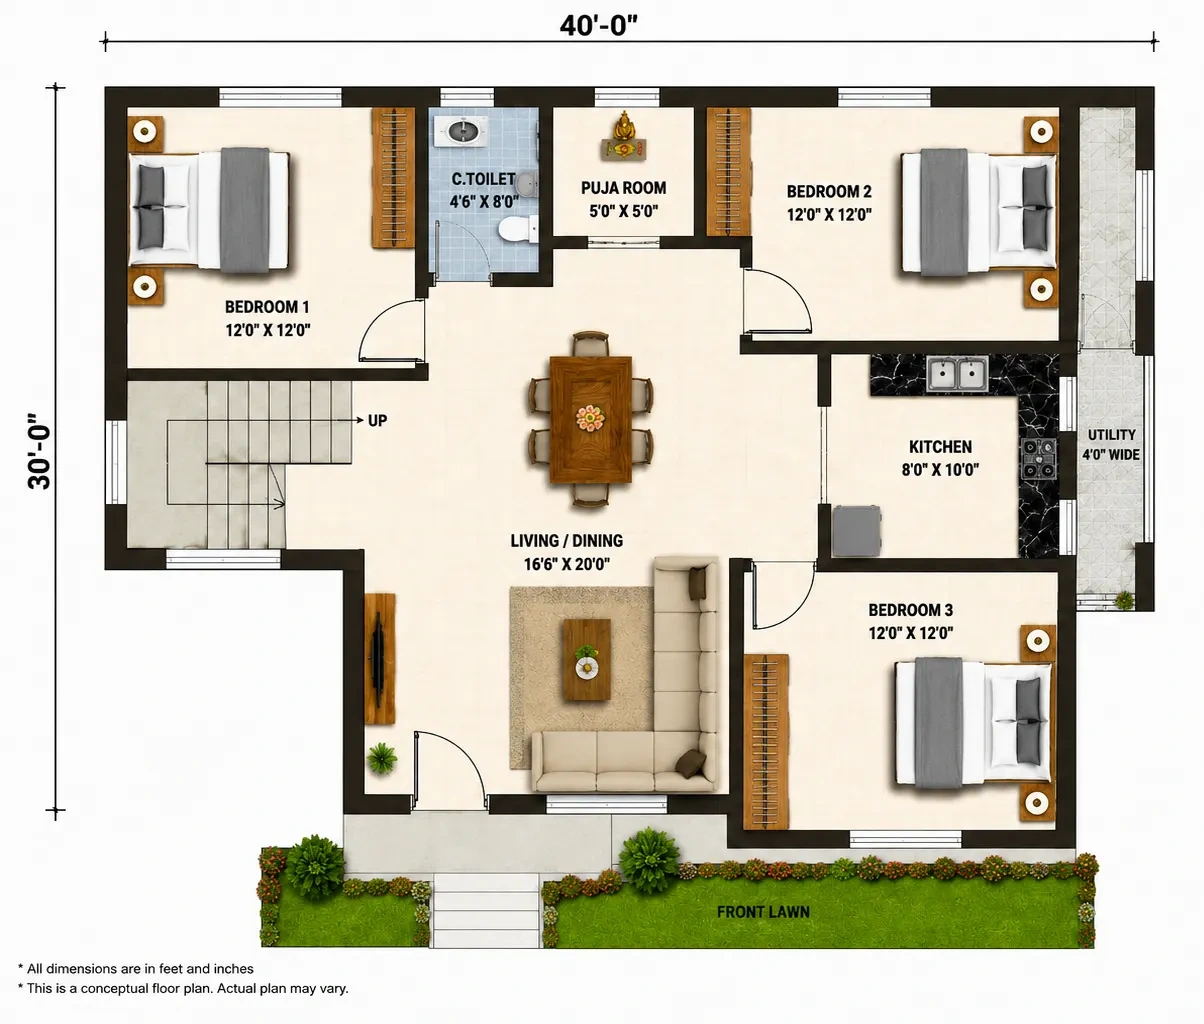 40'-0"
C.TOILET
4'6" X 8'0"
PUJA ROOM
5'0" X 5'0"
BEDROOM 2
12'0" X 12'0"
BEDROOM 1
12'0" X 12'0"
UP
30'-0"
UTILITY
4'0" WIDE
KITCHEN
8'0" X 10'0"
LIVING / DINING
16'6" X 20'0"
BEDROOM 3
12'0" X 12'0"
FRONT LAWN
* All dimensions are in feet and inches
* This is a conceptual floor plan. Actual plan may vary.